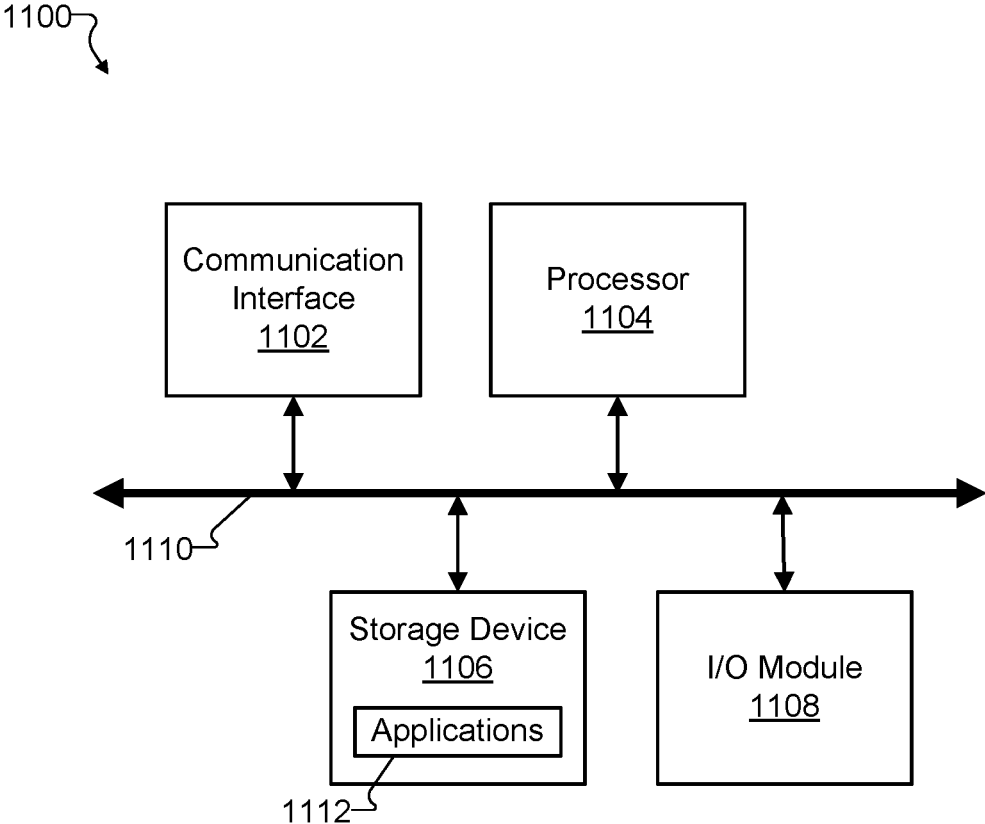 1100
Communication
Interface
1102
Processor
1104
1110
Storage Device
1106
Applications
1112
I/O Module
1108